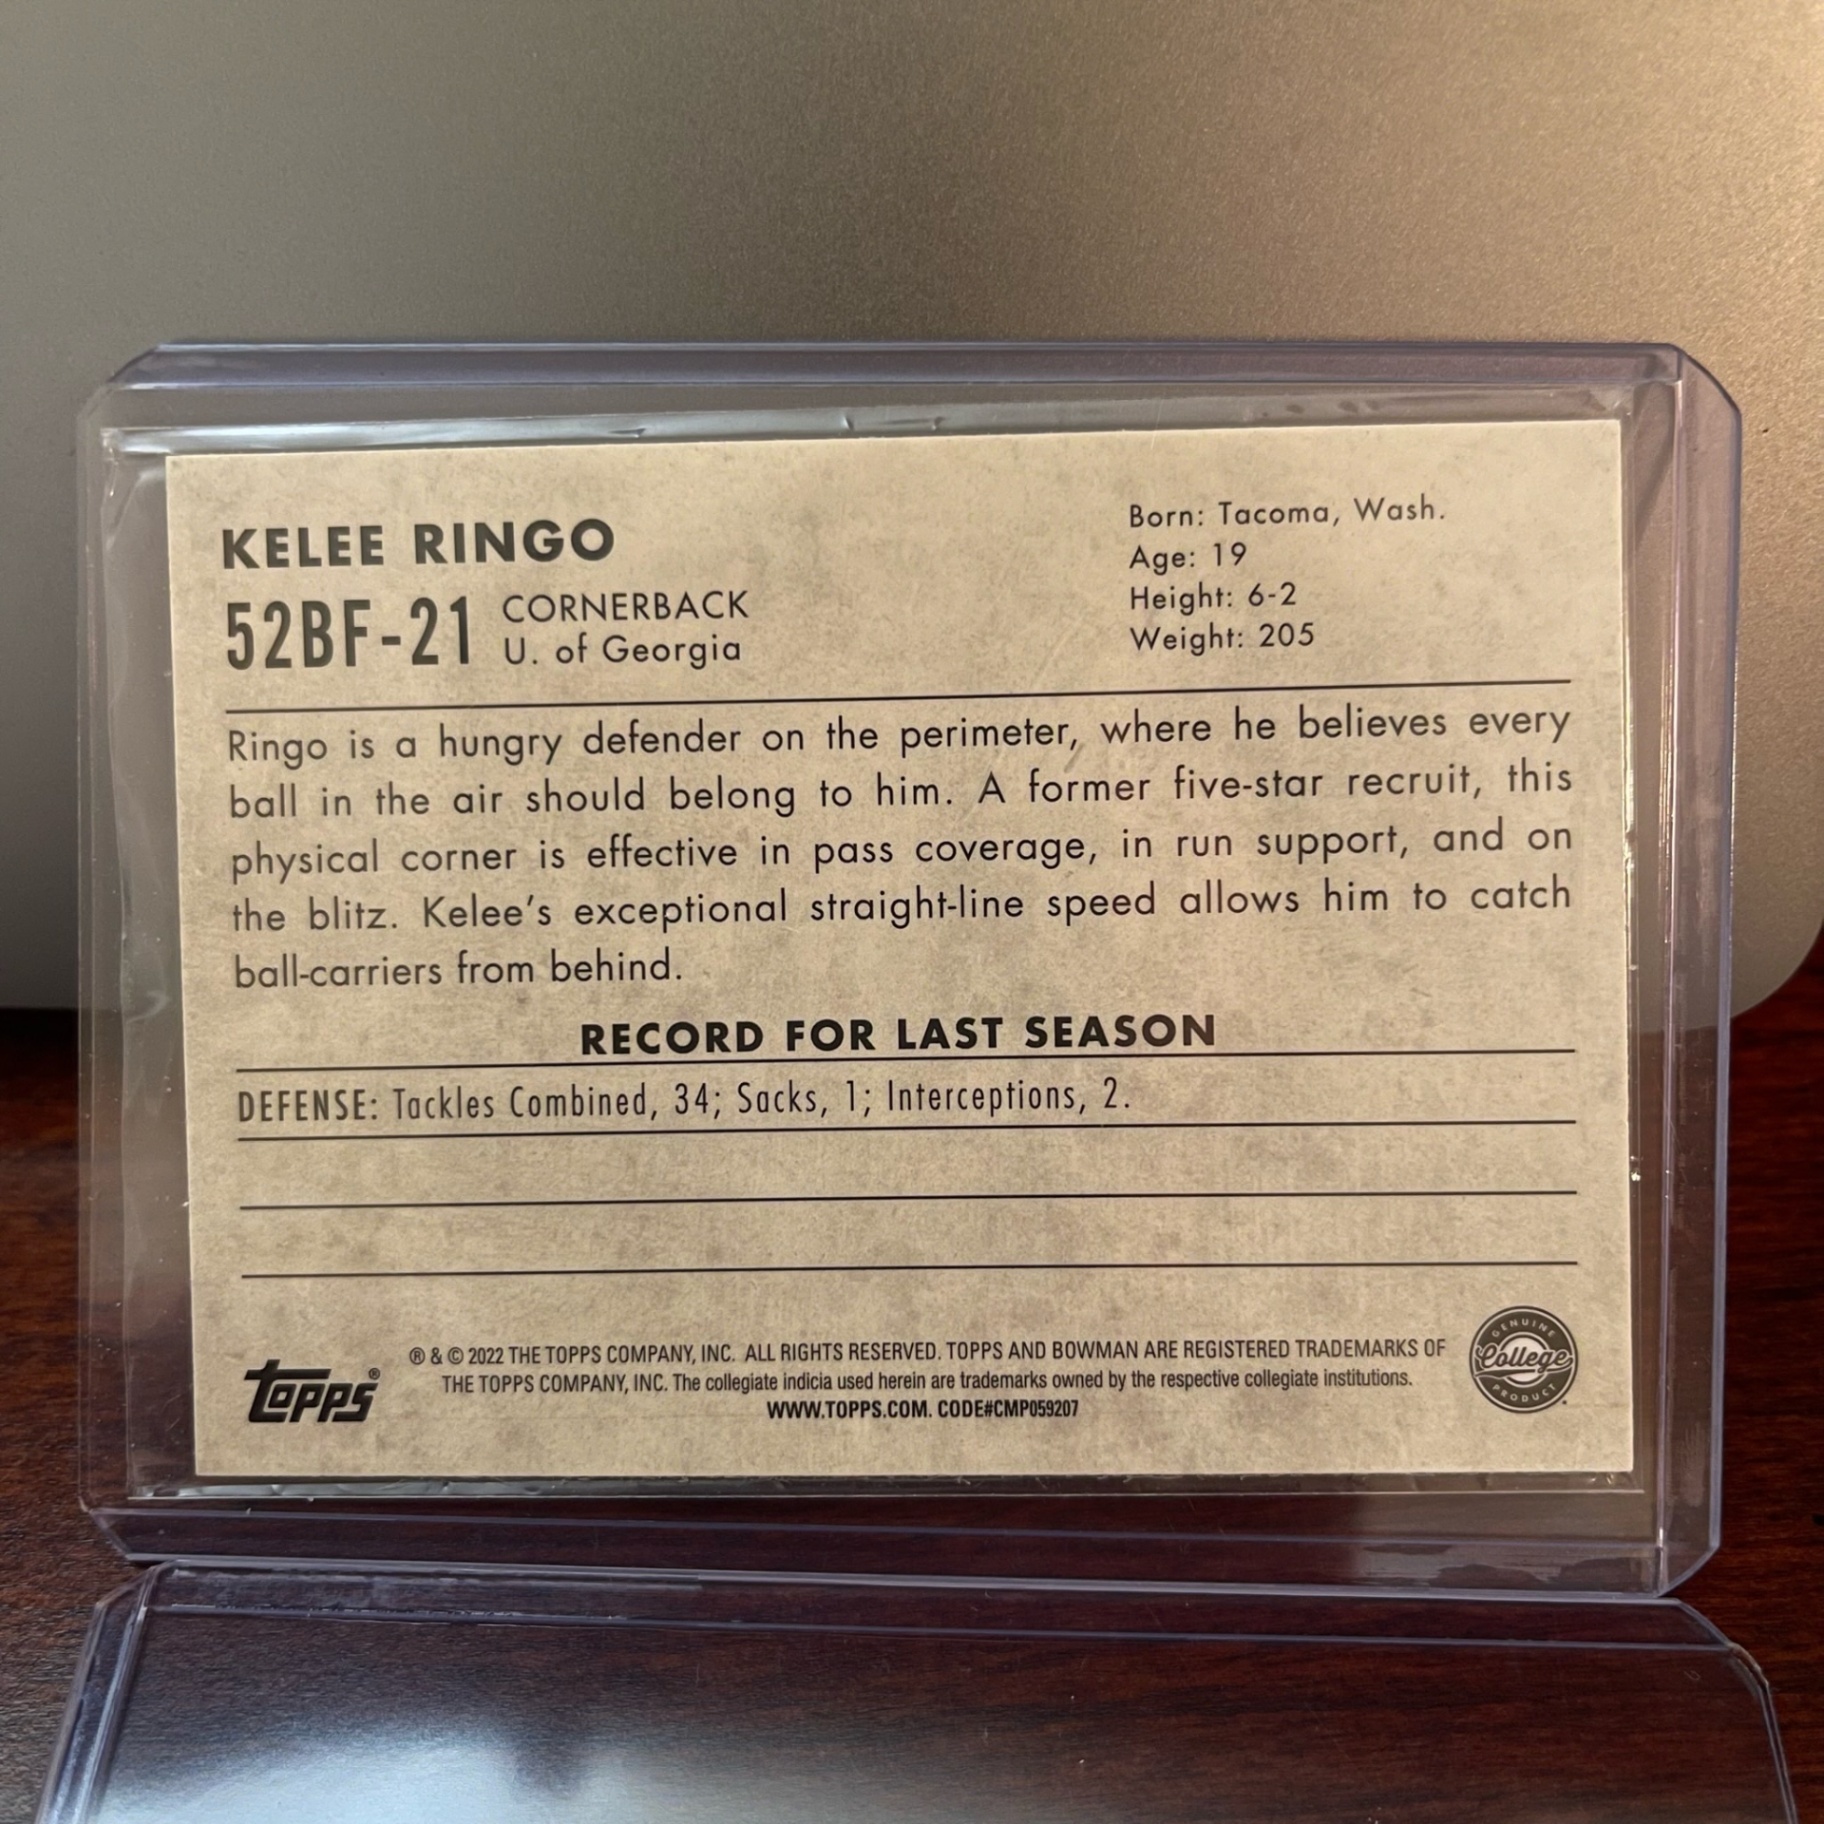 KELEE RINGO
52BF-21
CORNERBACK
U. of Georgia
Born: Tacoma, Wash.
Age: 19
Height: 6-2
Weight: 205
Ringo is a hungry defender on the perimeter, where he believes every
ball in the air should belong to him. A former five-star recruit, this
physical corner is effective in pass coverage, in run support, and on
the blitz. Kelee's exceptional straight-line speed allows him to catch
ball-carriers from behind.
RECORD FOR LAST SEASON
DEFENSE: Tackles Combined, 34; Sacks, 1; Interceptions, 2.
topps®
® & © 2022 THE TOPPS COMPANY, INC. ALL RIGHTS RESERVED. TOPPS AND BOWMAN ARE REGISTERED TRADEMARKS OF
THE TOPPS COMPANY, INC. The collegiate indicia used herein are trademarks owned by the respective collegiate institutions.
WWW.TOPPS.COM. CODE#CMP059207
GENUINE
College
PRODUCT